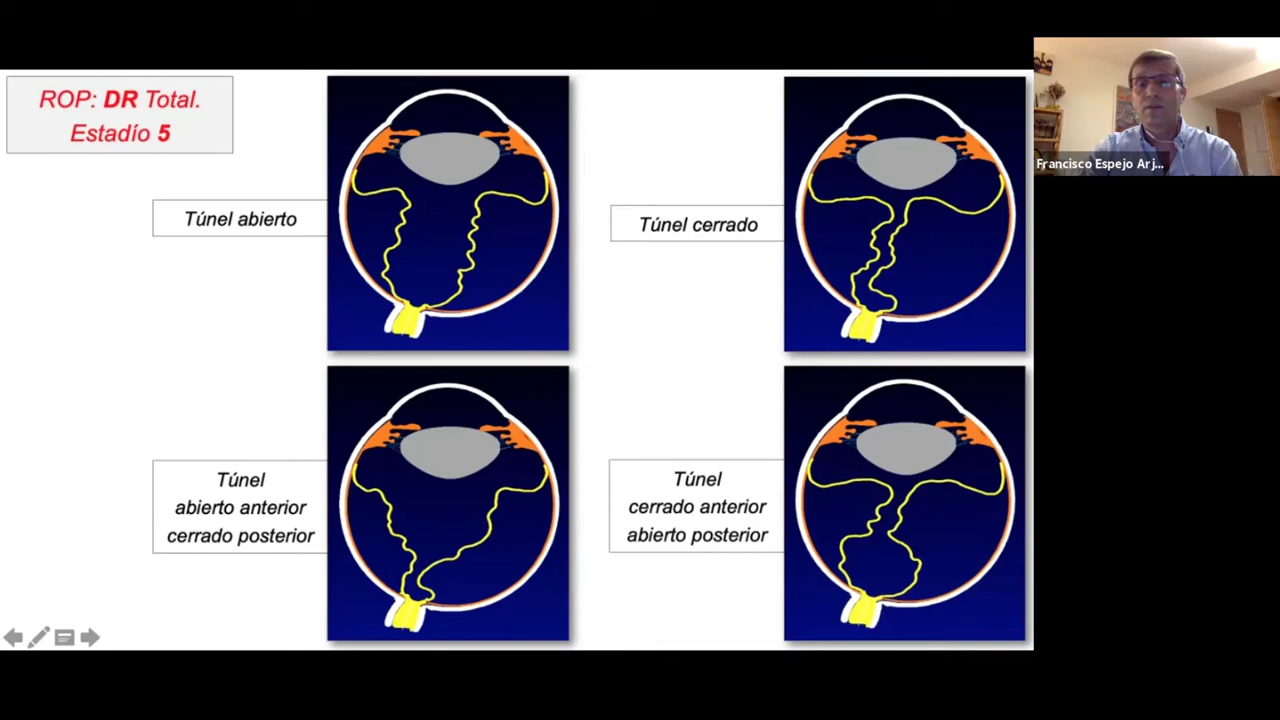 ROP: DR Total.
Estadío 5
Túnel abierto
Túnel cerrado
Túnel
abierto anterior
cerrado posterior
Túnel
cerrado anterior
abierto posterior
Francisco Espejo Arj...